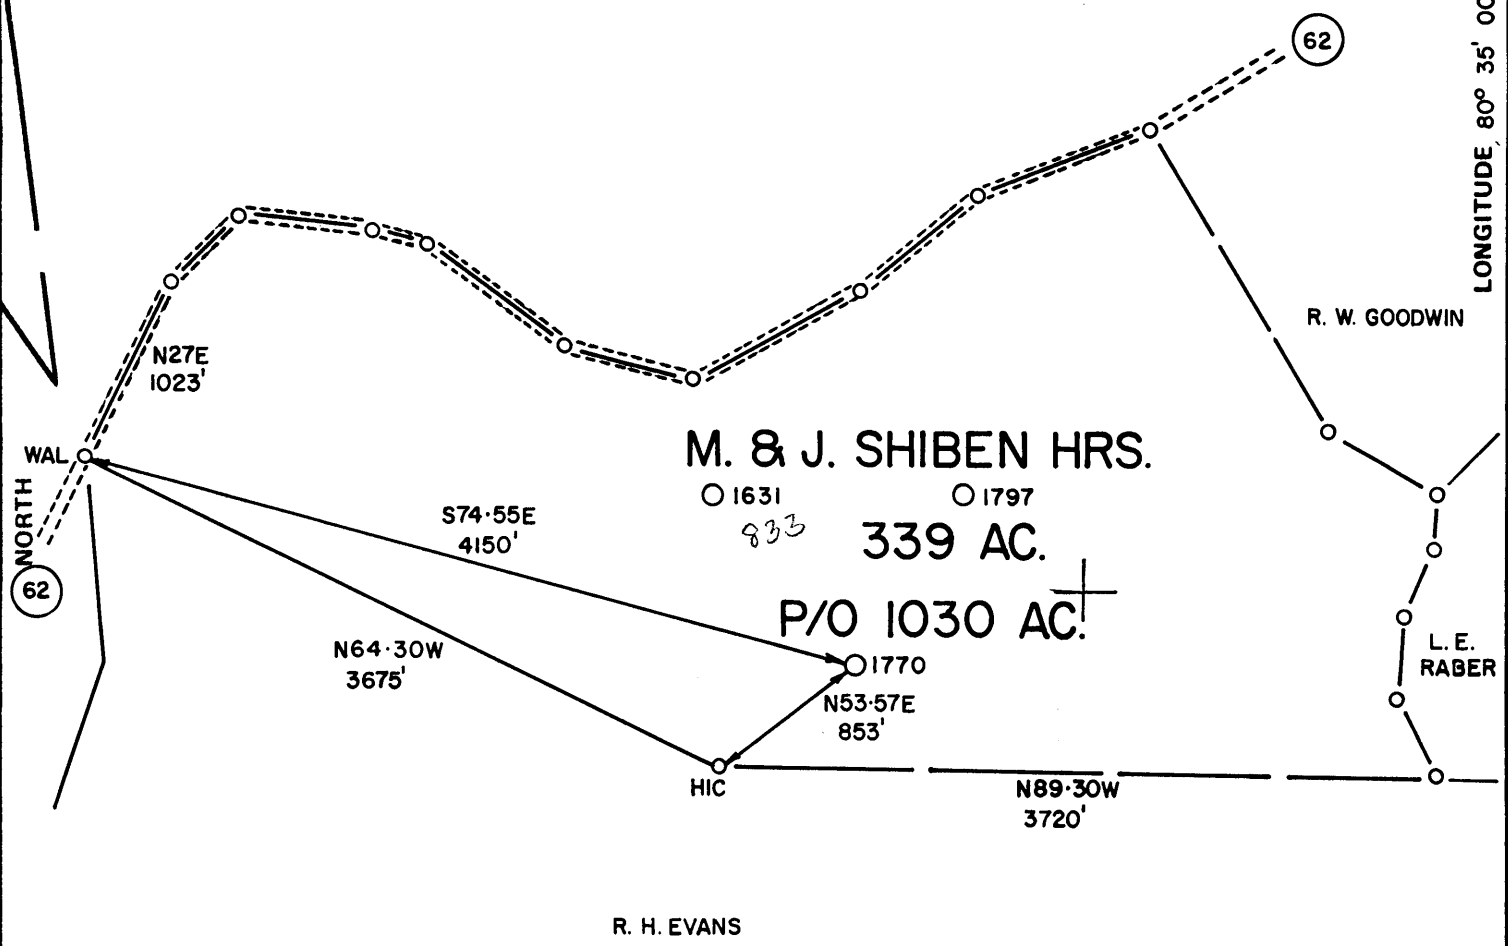 62
LONGITUDE 80° 35' 00
R. W. GOODWIN
N27E
1023'
WAL
NORTH
62
M. & J. SHIBEN HRS.
1631
1797
833
339 AC.
S74·55E
4150'
P/O 1030 AC.
N64·30W
3675'
1770
L. E.
RABER
N53·57E
853'
HIC
N89·30W
3720'
R. H. EVANS